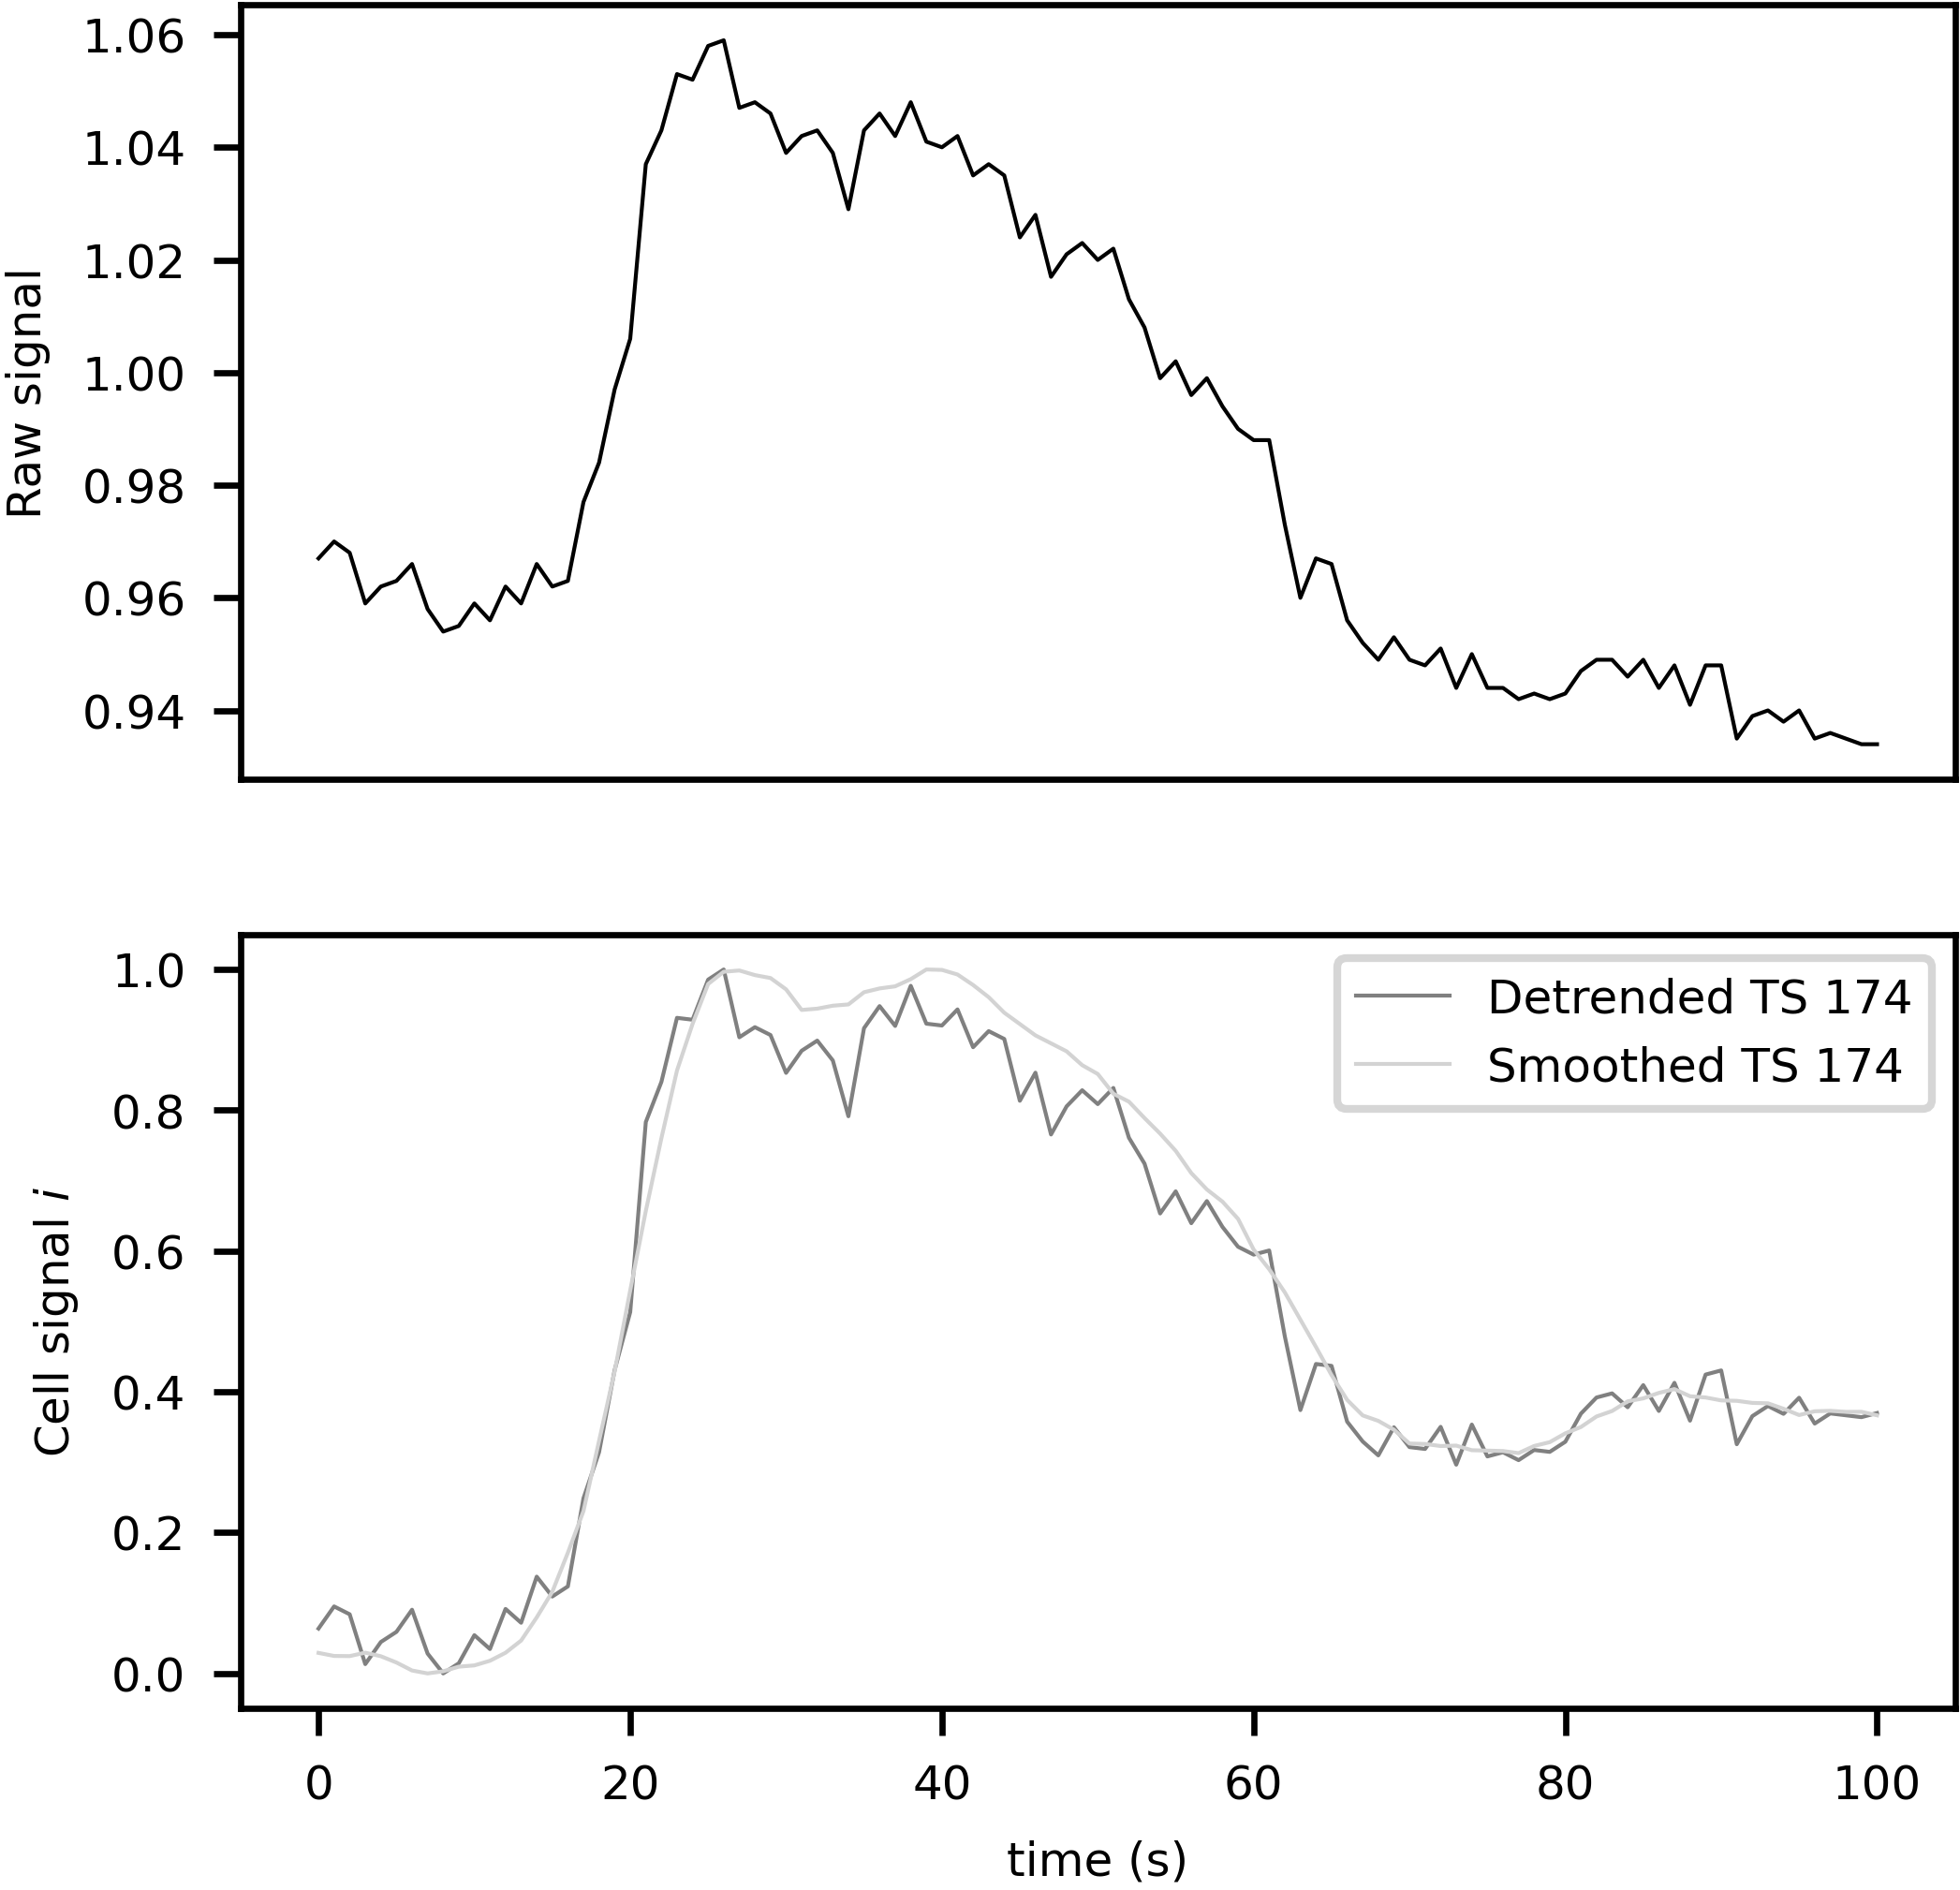 Raw signal
1.06
1.04
1.02
1.00
0.98
0.96
0.94
Cell signal i
1.0
0.8
0.6
0.4
0.2
0.0
Detrended TS 174
Smoothed TS 174
0 20 40 60 80 100
time (s)